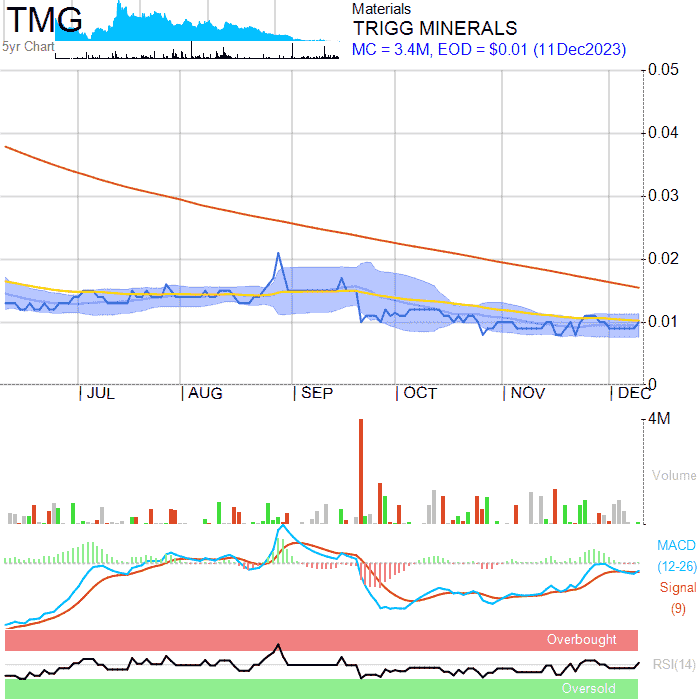 TMG
5yr Chart
Materials
TRIGG MINERALS
MC = 3.4M, EOD = $0.01 (11Dec2023)
0.05
0.04
0.03
0.02
0.01
0
JUL AUG SEP OCT NOV DEC
4M
Volume
MACD
(12-26)
Signal
(9)
Overbought
RSI(14)
Oversold